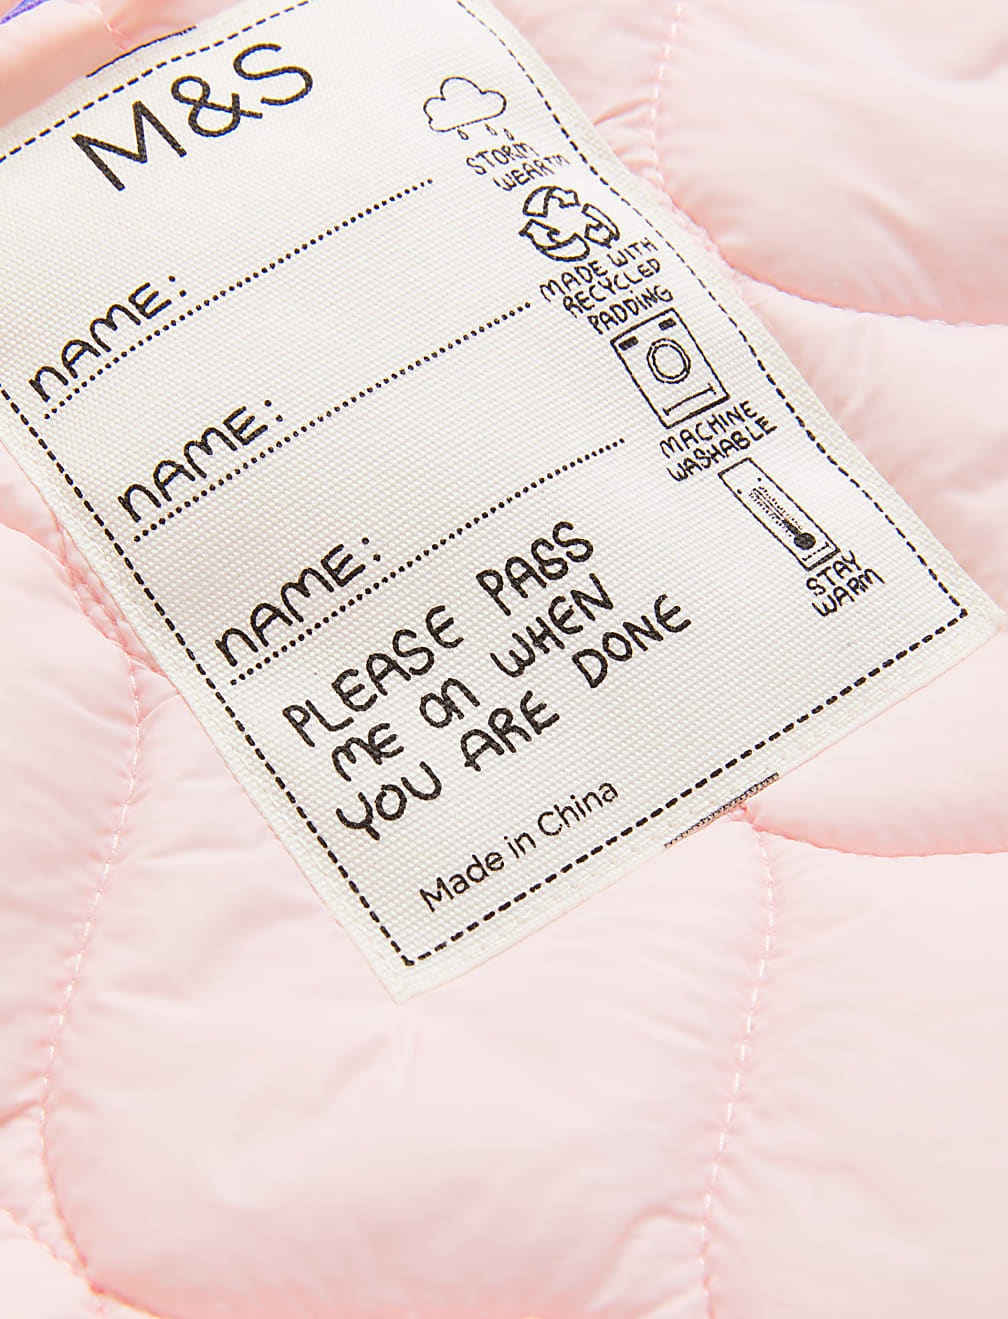 M&S
STORM
WEAR™
MADE WITH
RECYCLED
PADDING
MACHINE
WASHABLE
STAY
WARM
NAME:
NAME:
NAME:
PLEASE PASS
ME ON WHEN
YOU ARE DONE
Made in China